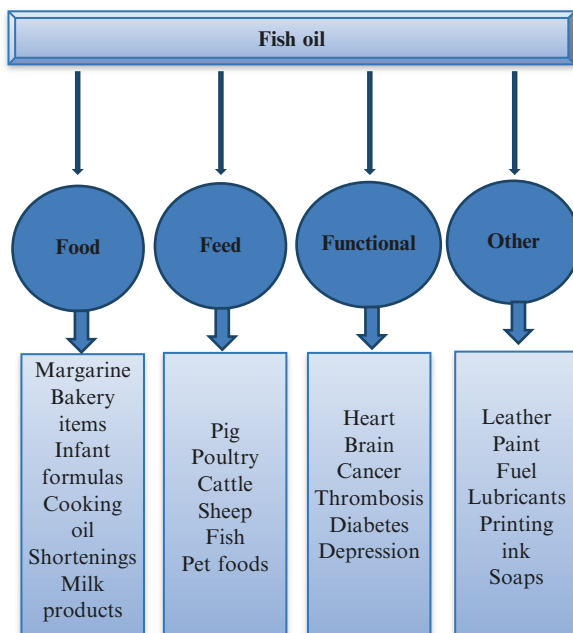 Fish oil
Food
Feed
Functional
Other
Margarine
Bakery
items
Infant
formulas
Cooking
oil
Shortenings
Milk
products
Pig
Poultry
Cattle
Sheep
Fish
Pet foods
Heart
Brain
Cancer
Thrombosis
Diabetes
Depression
Leather
Paint
Fuel
Lubricants
Printing
ink
Soaps